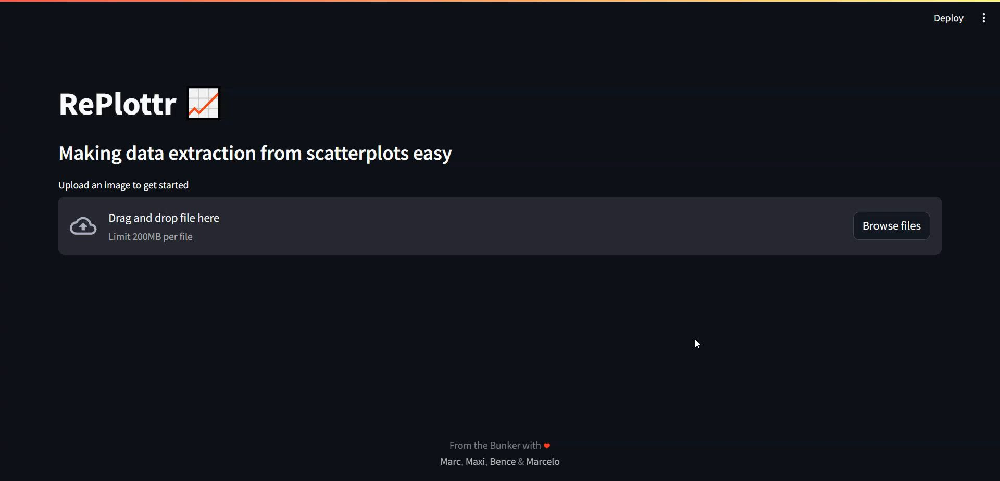 Deploy
RePlottr
Making data extraction from scatterplots easy
Upload an image to get started
Drag and drop file here
Limit 200MB per file
Browse files
From the Bunker with ❤
Marc, Maxi, Bence & Marcelo